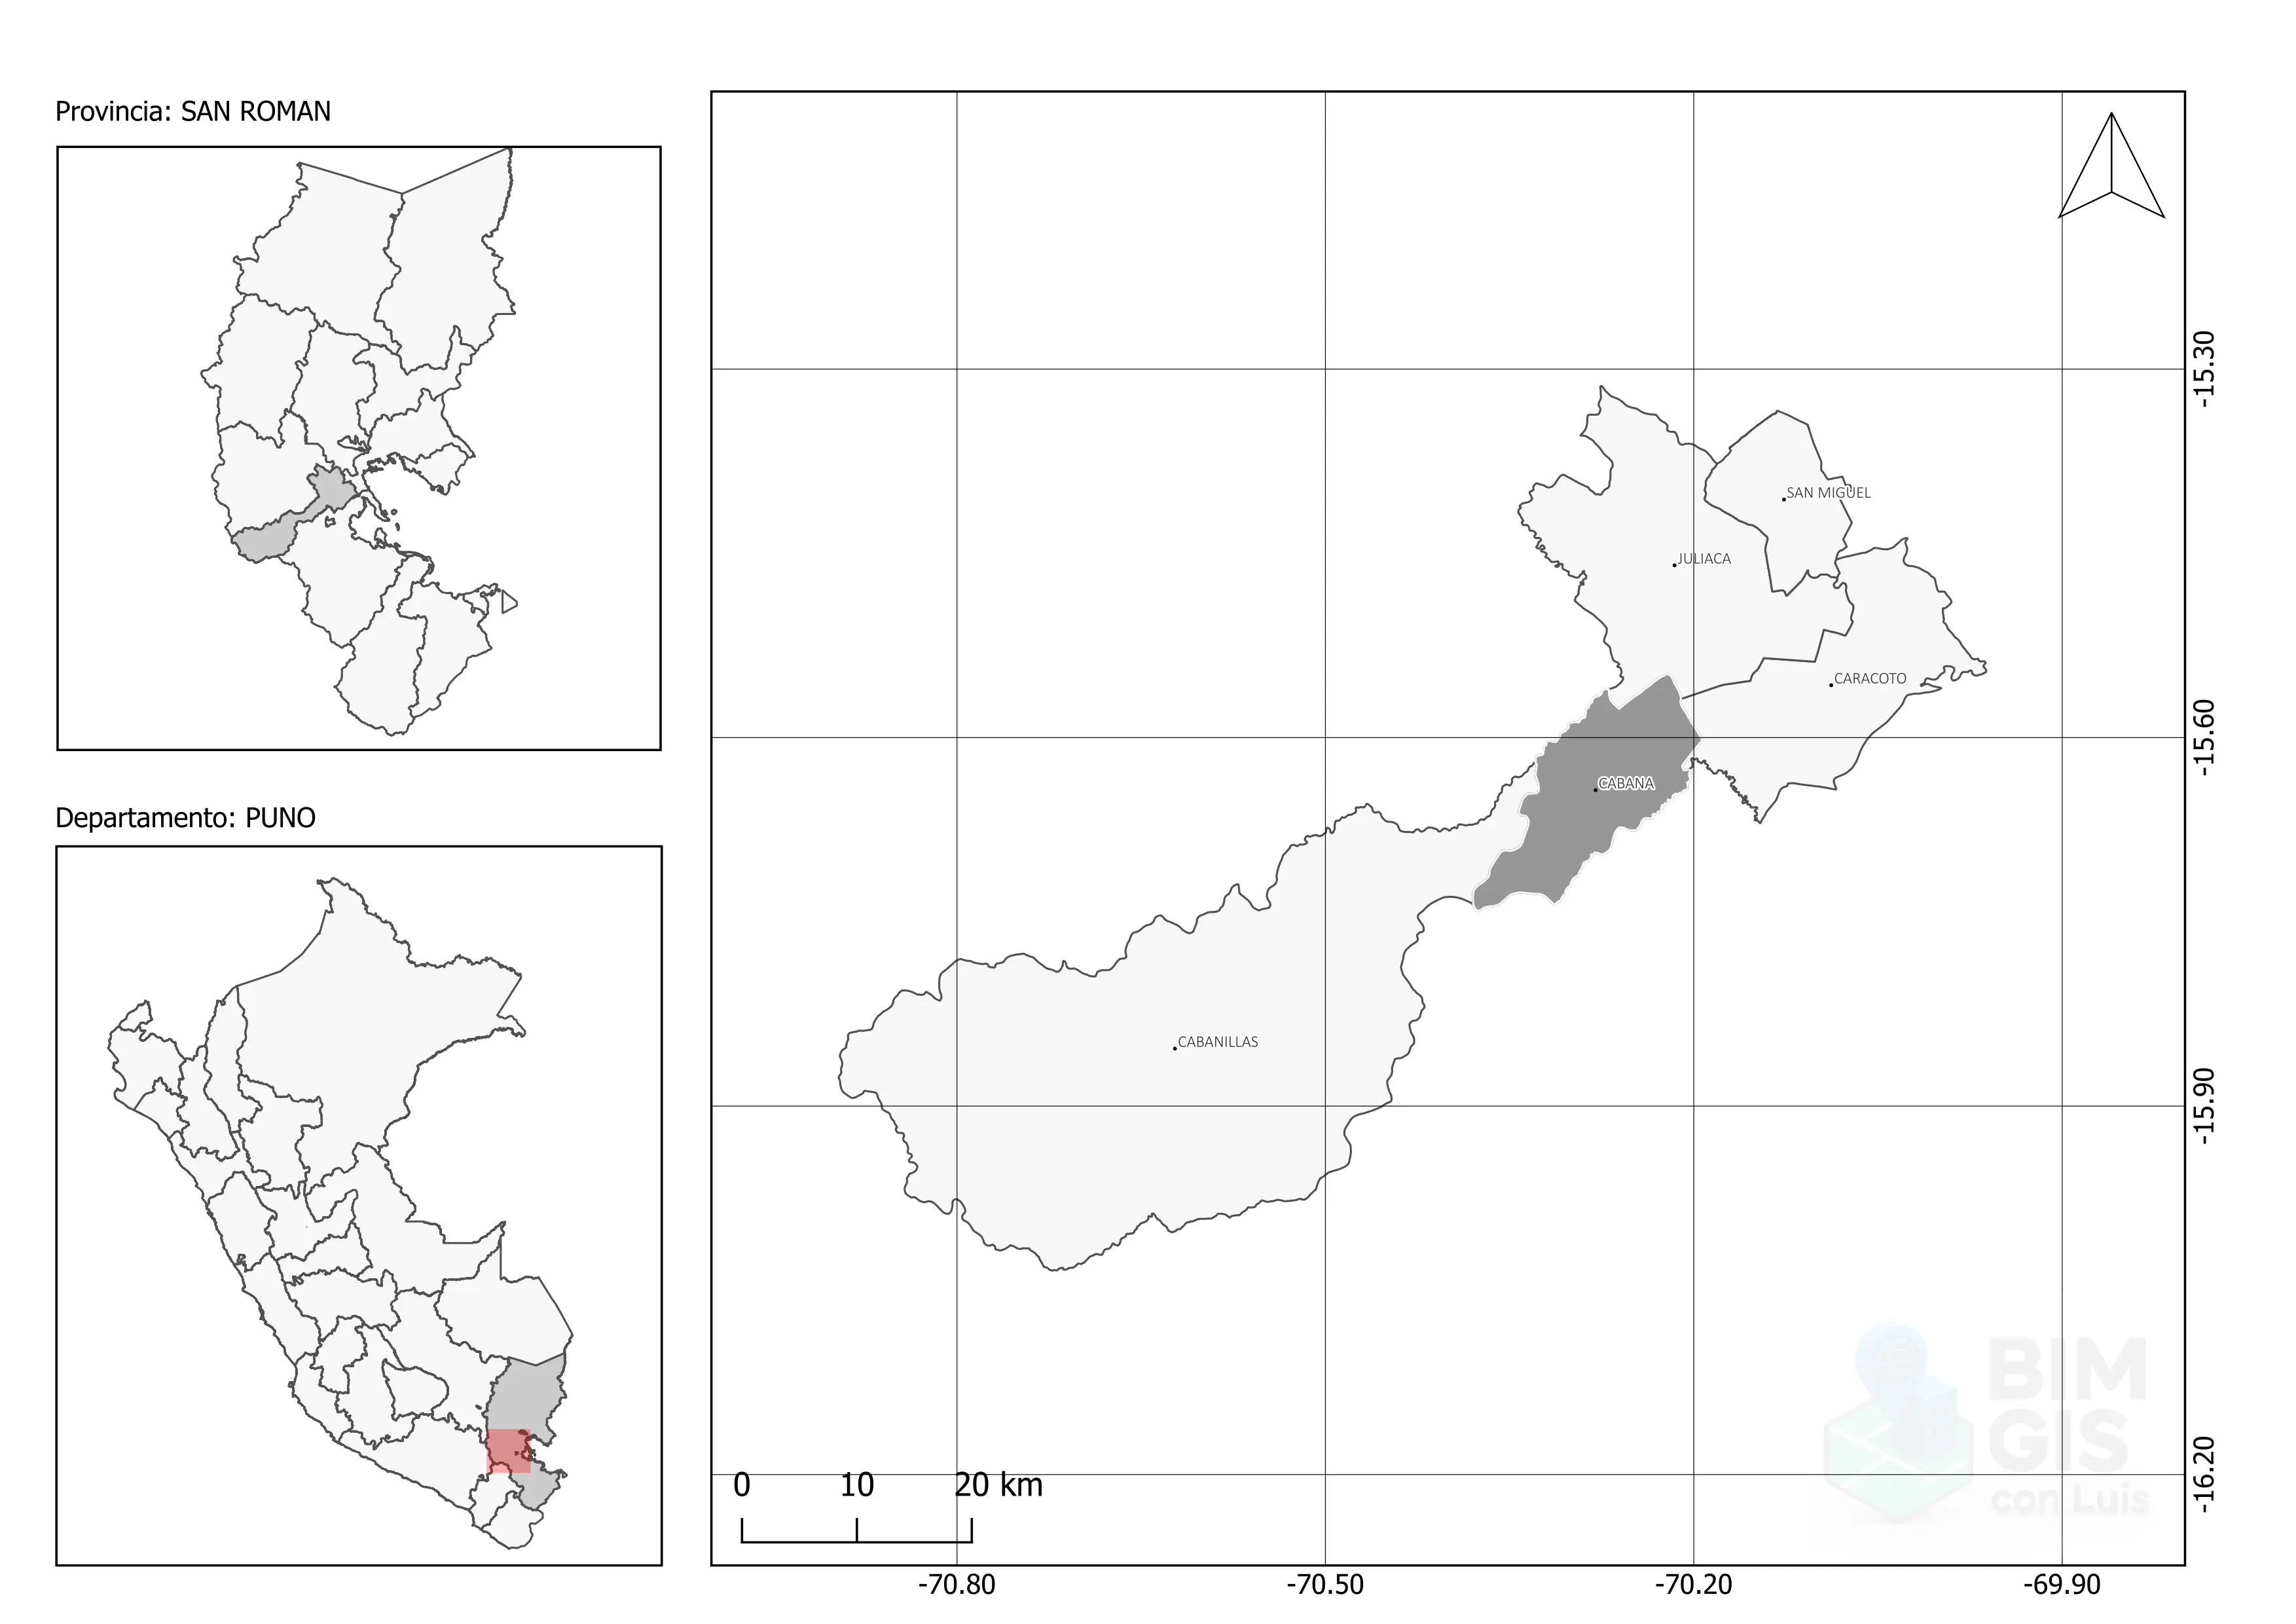 Provincia: SAN ROMAN
Departamento: PUNO
SAN MIGUEL
JULIACA
CARACOTO
CABANA
CABANILLAS
-15.30
-15.60
-15.90
-16.20
0 10 20 km
-70.80 -70.50 -70.20 -69.90
BIM
GIS
con Luis